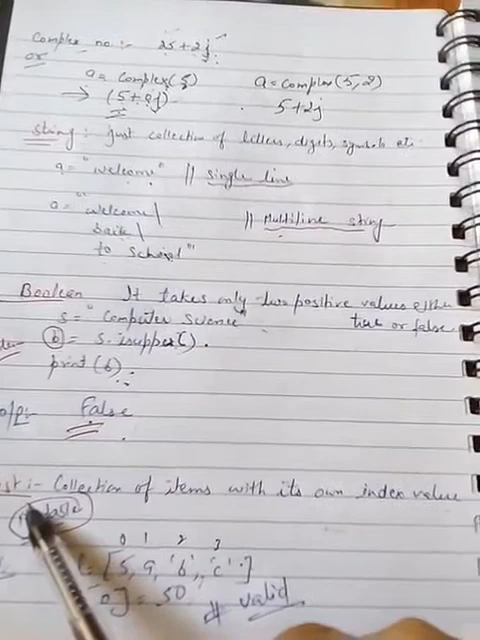 Complex no :- 25+2j
or
a = complex(5) a = complex(5,2)
→ (5+0j) 5+2j
string :- just collection of letters, digits, symbols etc.
a = "welcome" // single line
a = "welcome\ // Multiline string
back\
to school"
Boolean It takes only two positive values either
s = "Computer Science" true or false
b = s.isupper().
print(b)
o/p:- False
:- Collection of items with its own index value
0 1 2 3
L = [5, 9, 'b', 'c']
0] = 50 # valid